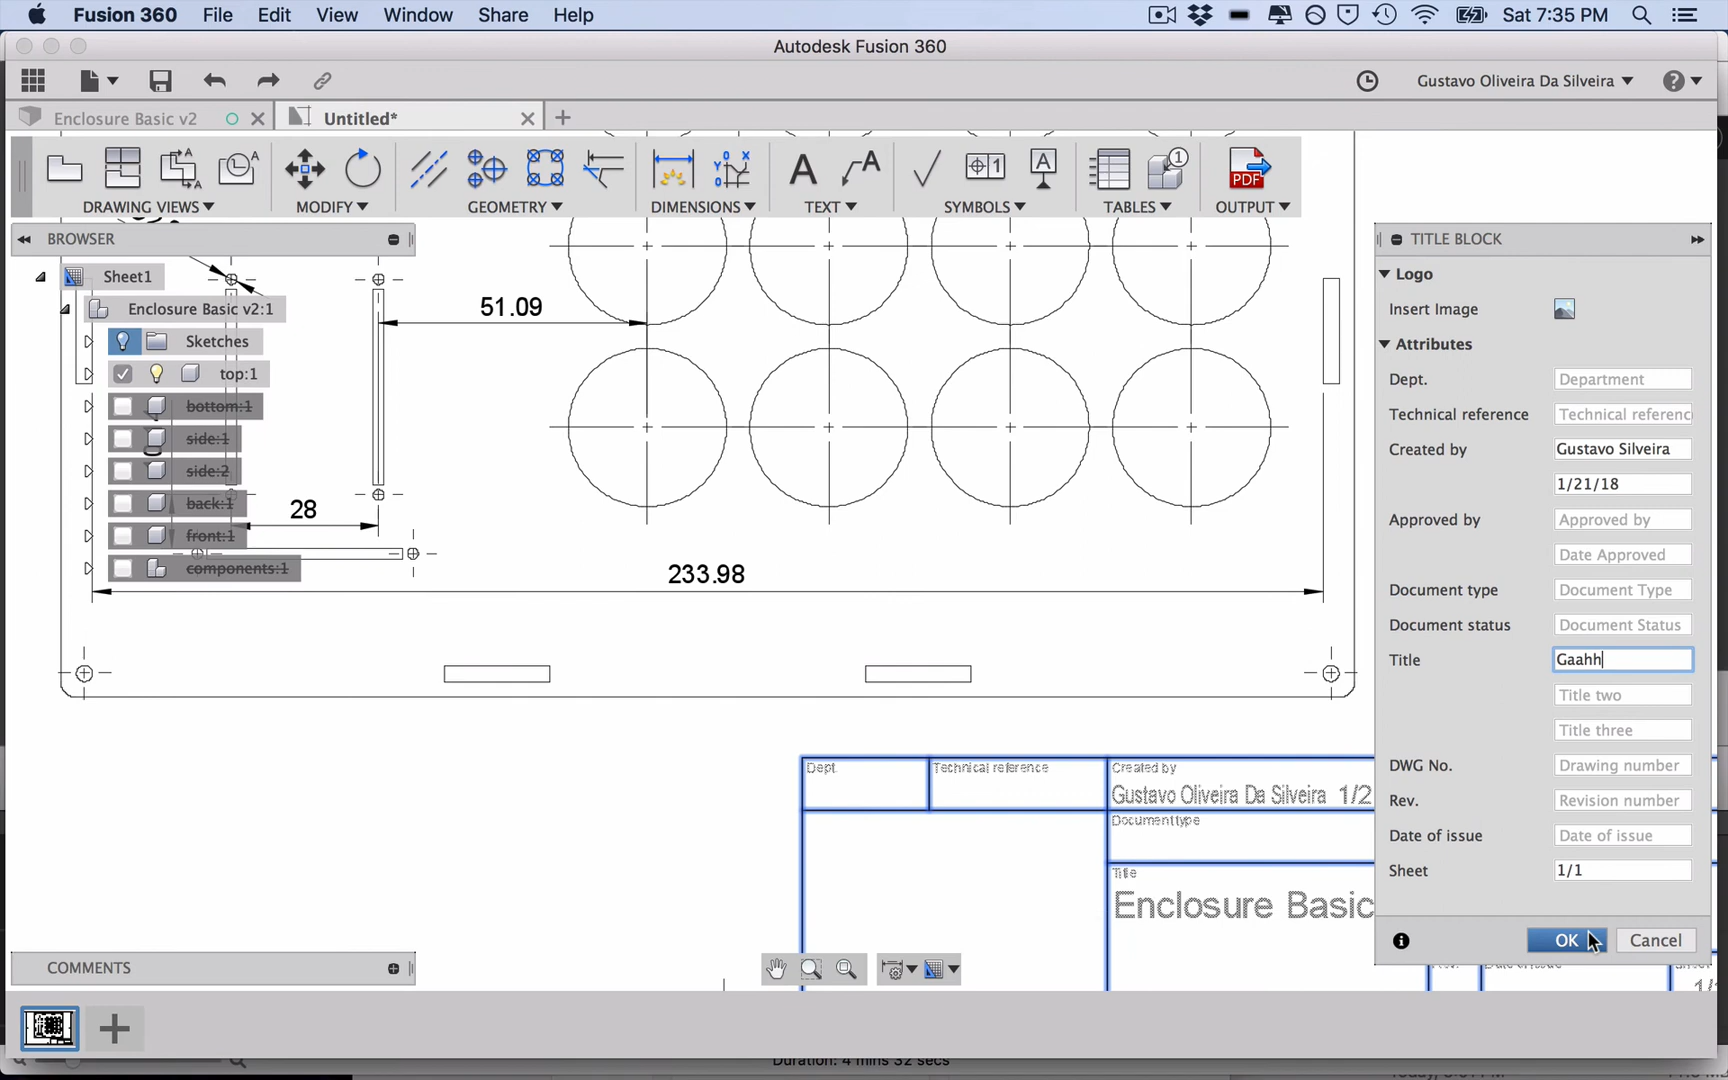 Fusion 360 File Edit View Window Share Help Sat 7:35 PM
Autodesk Fusion 360
Gustavo Oliveira Da Silveira
Enclosure Basic v2 Untitled*
DRAWING VIEWS MODIFY GEOMETRY DIMENSIONS TEXT SYMBOLS TABLES OUTPUT
PDF
BROWSER
Sheet1
Enclosure Basic v2:1
Sketches
top:1
bottom:1
side:1
side:2
back:1
front:1
components:1
51.09
28
233.98
TITLE BLOCK
Logo
Insert Image
Attributes
Dept. Department
Technical reference Technical referenc
Created by Gustavo Silveira
1/21/18
Approved by Approved by
Date Approved
Document type Document Type
Document status Document Status
Title Gaahh
Title two
Title three
DWG No. Drawing number
Rev. Revision number
Date of issue Date of issue
Sheet 1/1
OK Cancel
Dept. Technical reference Created by
Gustavo Oliveira Da Silveira 1/2
Document type
Title
Enclosure Basic
COMMENTS
Duration: 4 mins 32 secs